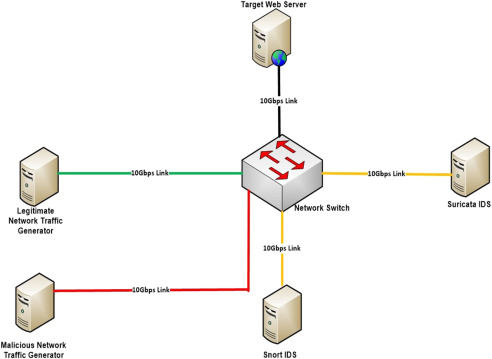 Target Web Server
10Gbps Link
10Gbps Link
10Gbps Link
Legitimate
Network Traffic
Generator
Network Switch
Suricata IDS
10Gbps Link
10Gbps Link
Malicious Network
Traffic Generator
Snort IDS